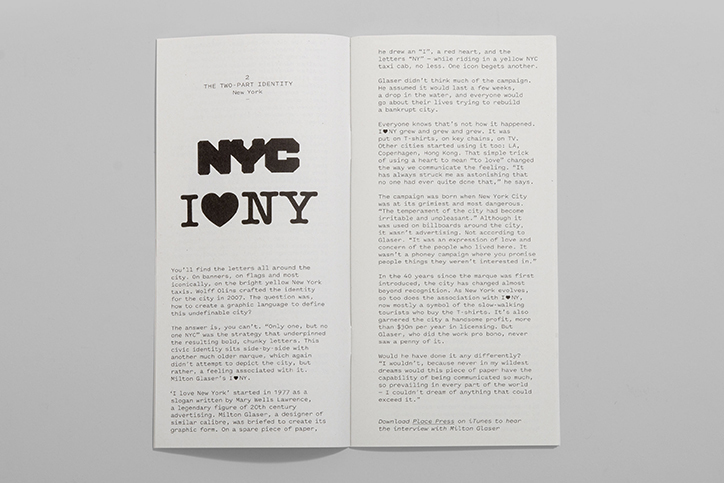 2
THE TWO-PART IDENTITY
New York
—
NYC
I♥NY
You'll find the letters all around the
city. On banners, on flags and most
iconically, on the bright yellow New York
taxis. Wolff Olins crafted the identity
for the city in 2007. The question was,
how to create a graphic language to define
this undefinable city?
The answer is, you can't. "Only one, but no
one NYC" was the strategy that underpinned
the resulting bold, chunky letters. This
civic identity sits side-by-side with
another much older marque, which again
didn't attempt to depict the city, but
rather, a feeling associated with it.
Milton Glaser's I♥NY.
'I love New York' started in 1977 as a
slogan written by Mary Wells Lawrence,
a legendary figure of 20th century
advertising. Milton Glaser, a designer of
similar calibre, was briefed to create its
graphic form. On a spare piece of paper,
he drew an "I", a red heart, and the
letters "NY" — while riding in a yellow NYC
taxi cab, no less. One icon begets another.
Glaser didn't think much of the campaign.
He assumed it would last a few weeks,
a drop in the water, and everyone would
go about their lives trying to rebuild
a bankrupt city.
Everyone knows that's not how it happened.
I♥NY grew and grew and grew. It was
put on T-shirts, on key chains, on TV.
Other cities started using it too: LA,
Copenhagen, Hong Kong. That simple trick
of using a heart to mean "to love" changed
the way we communicate the feeling. "It
has always struck me as astonishing that
no one had ever quite done that," he says.
The campaign was born when New York City
was at its grimiest and most dangerous.
"The temperament of the city had become
irritable and unpleasant." Although it
was used on billboards around the city,
it wasn't advertising. Not according to
Glaser. "It was an expression of love and
concern of the people who lived here. It
wasn't a phoney campaign where you promise
people things they weren't interested in."
In the 40 years since the marque was first
introduced, the city has changed almost
beyond recognition. As New York evolves,
so too does the association with I♥NY,
now mostly a symbol of the slow-walking
tourists who buy the T-shirts. It's also
garnered the city a handsome profit, more
than $30m per year in licensing. But
Glaser, who did the work pro bono, never
saw a penny of it.
Would he have done it any differently?
"I wouldn't, because never in my wildest
dreams would this piece of paper have the
capability of being communicated so much,
so prevailing in every part of the world
— I couldn't dream of anything that could
exceed it."
Download Place Press on iTunes to hear
the interview with Milton Glaser